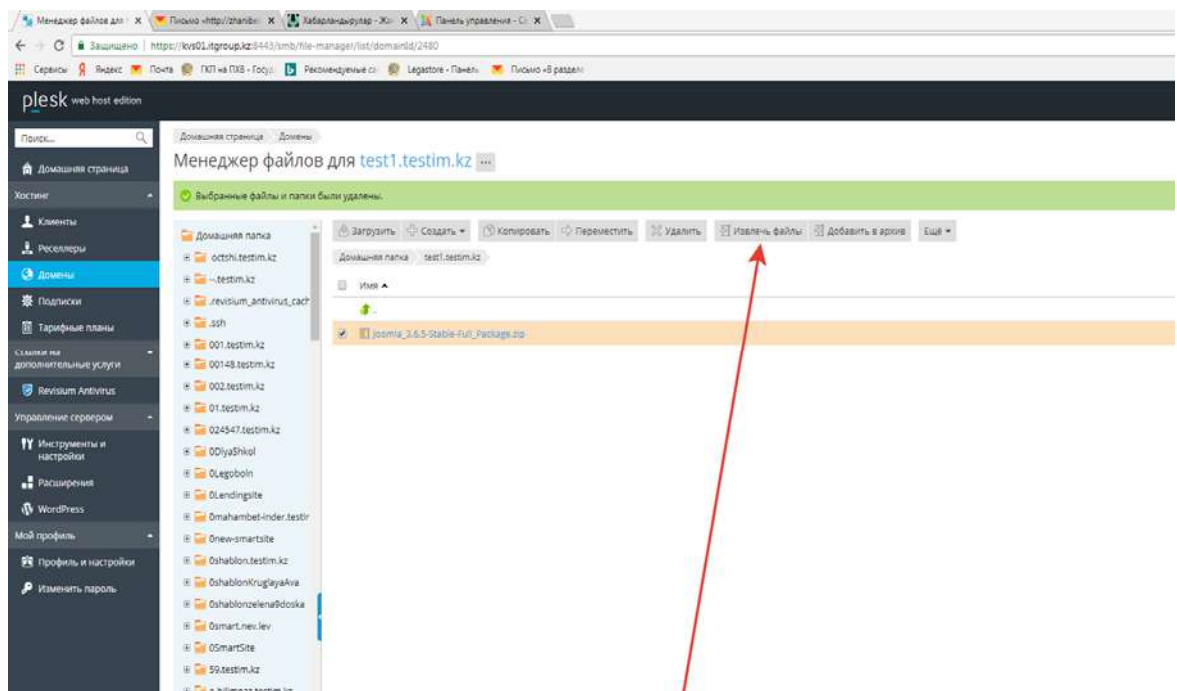 Менеджер файлов для
Письмо «http://zhanibe
Хабарландырулар - Жа
Панель управления - С
Защищено https://kvs01.itgroup.kz:8443/smb/file-manager/list/domainId/2480
Сервисы Яндекс Почта ГКП на ПХВ - Госу Рекомендуемые са Legastore - Панель Письмо «В раздел
plesk web host edition
Поиск...
Домашняя страница
Хостинг
Клиенты
Реселлеры
Домены
Подписки
Тарифные планы
Ссылки на
дополнительные услуги
Revisium Antivirus
Управление сервером
Инструменты и
настройки
Расширения
WordPress
Мой профиль
Профиль и настройки
Изменить пароль
Домашняя страница Домены
Менеджер файлов для test1.testim.kz ...
Выбранные файлы и папки были удалены.
Домашняя папка
octshi.testim.kz
--.testim.kz
.revisium_antivirus_cach
.ssh
001.testim.kz
00148.testim.kz
002.testim.kz
01.testim.kz
024547.testim.kz
0DlyaShkol
0Legoboln
0Lendingsite
0mahambet-inder.testir
0new-smartsite
0shablon.testim.kz
0shablonKruglayaAva
0shablonzelena9doska
0smart.nev.lev
0SmartSite
59.testim.kz
Загрузить Создать Копировать Переместить Удалить Извлечь файлы Добавить в архив Ещё
Домашняя папка test1.testim.kz
Имя
..
Joomla_3.6.5-Stable-Full_Package.zip